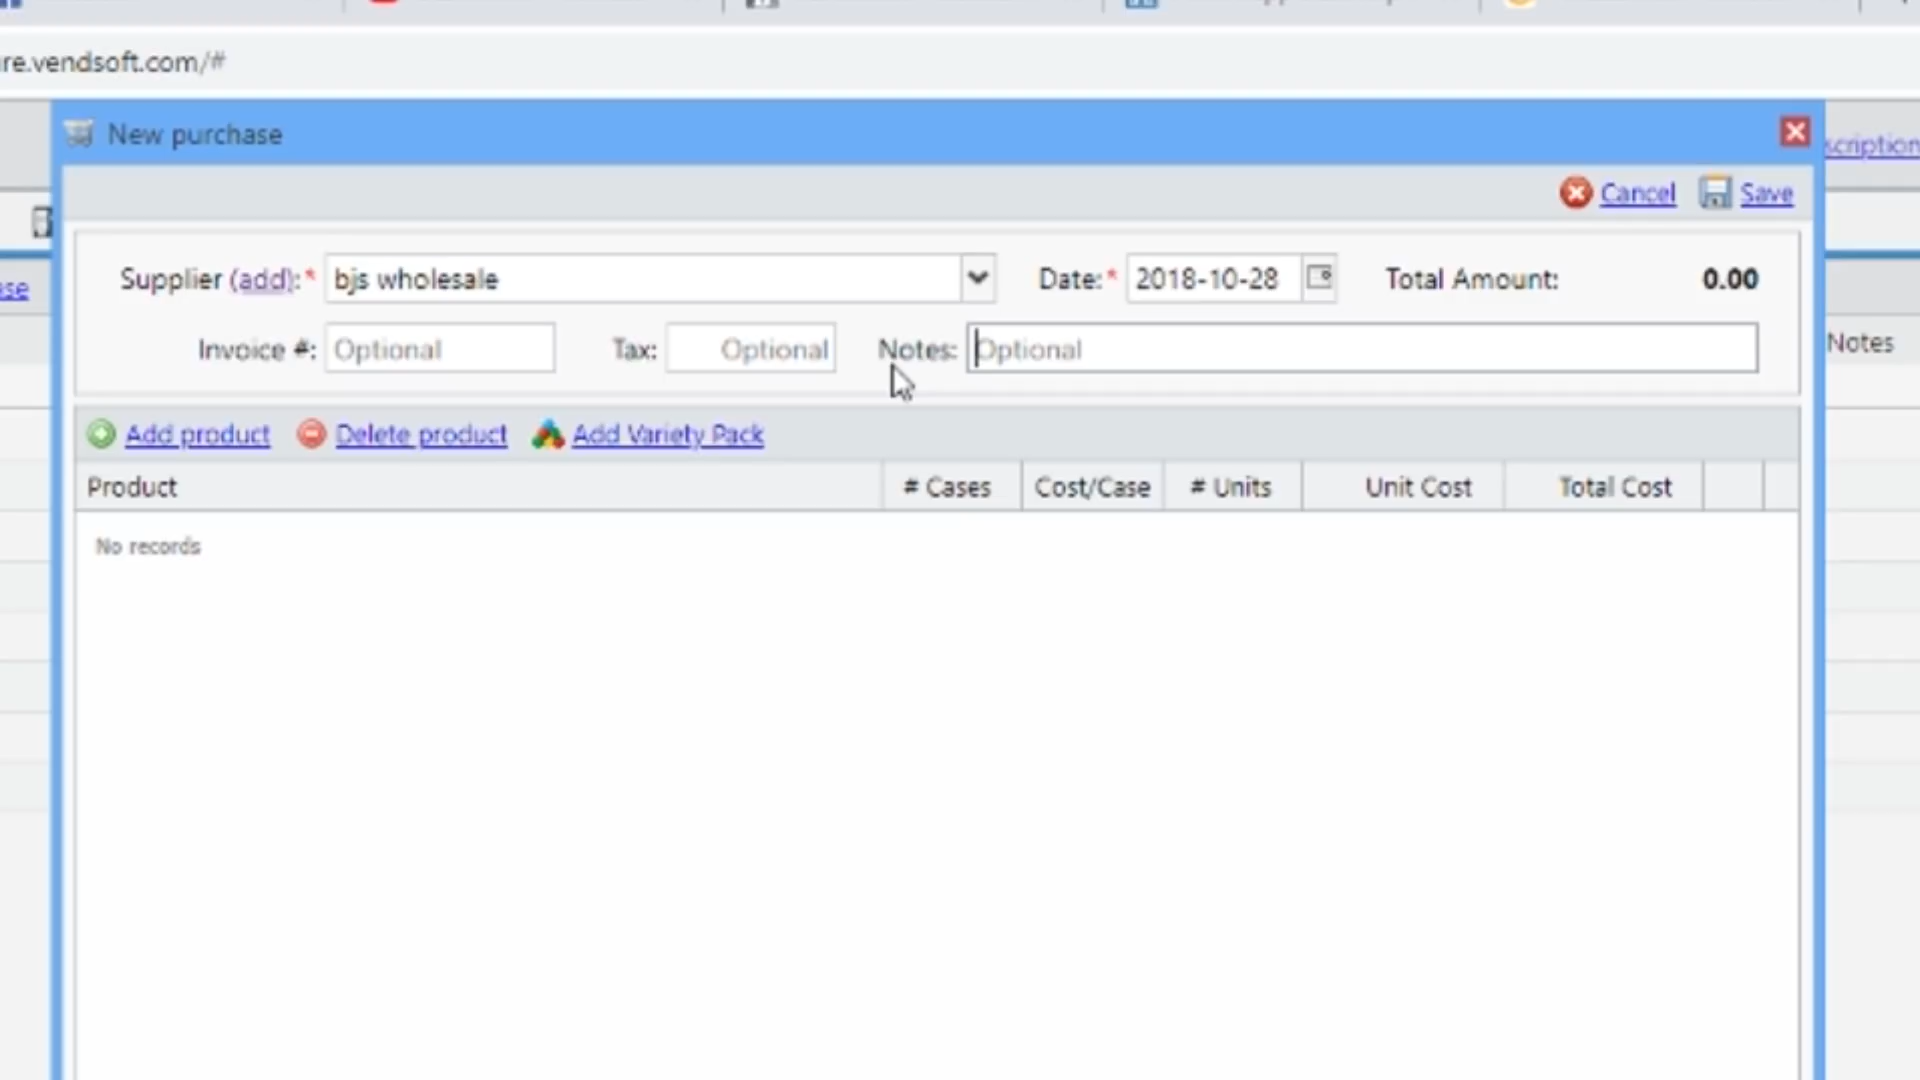 re.vendsoft.com/#
New purchase
scription
Cancel Save
Supplier (add):* bjs wholesale Date:* 2018-10-28 Total Amount: 0.00
se
Invoice #: Optional Tax: Optional Notes: Optional
Notes
Add product Delete product Add Variety Pack
Product # Cases Cost/Case # Units Unit Cost Total Cost
No records